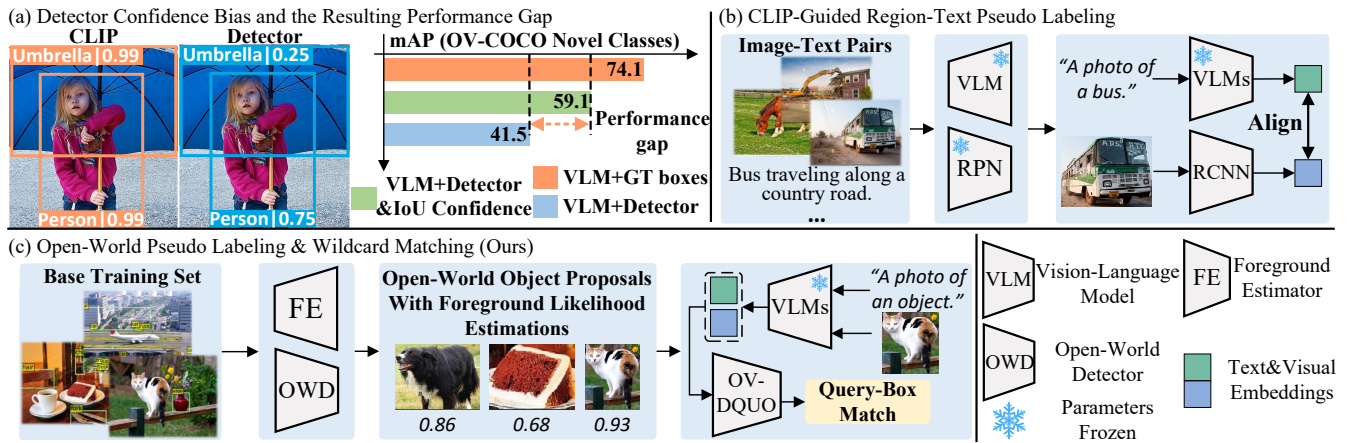 (a) Detector Confidence Bias and the Resulting Performance Gap
CLIP
Detector
Umbrella|0.99
Umbrella|0.25
Person|0.99
Person|0.75
mAP (OV-COCO Novel Classes)
74.1
59.1
41.5
Performance
gap
VLM+Detector
&IoU Confidence
VLM+GT boxes
VLM+Detector
(b) CLIP-Guided Region-Text Pseudo Labeling
Image-Text Pairs
Bus traveling along a
country road.
...
VLM
RPN
“A photo of
a bus.”
VLMs
RCNN
Align
(c) Open-World Pseudo Labeling & Wildcard Matching (Ours)
Base Training Set
FE
OWD
Open-World Object Proposals
With Foreground Likelihood
Estimations
0.86
0.68
0.93
VLMs
“A photo of
an object.”
OV-
DQUO
Query-Box
Match
VLM
Vision-Language
Model
FE
Foreground
Estimator
OWD
Open-World
Detector
Text&Visual
Embeddings
Parameters
Frozen